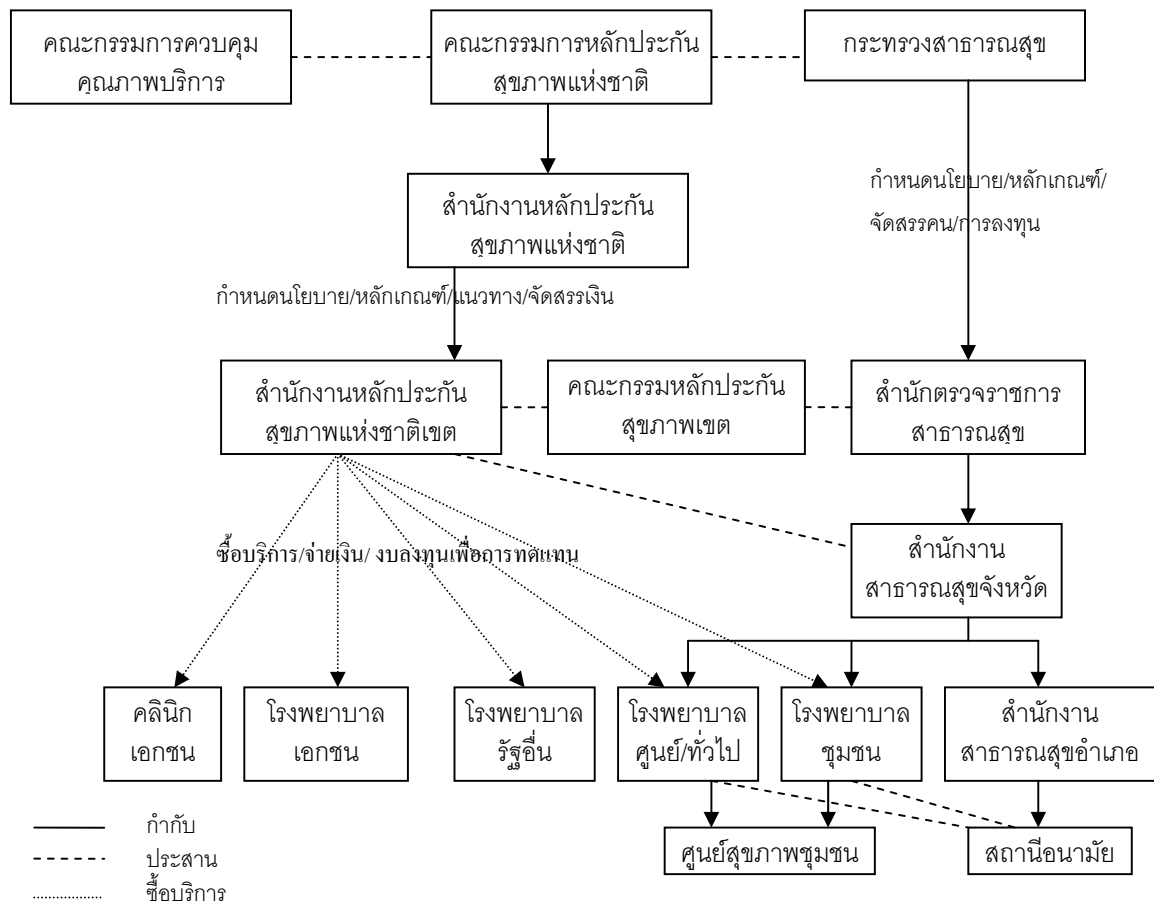 คณะกรรมการควบคุม
คุณภาพบริการ
คณะกรรมการหลักประกัน
สุขภาพแห่งชาติ
กระทรวงสาธารณสุข
กำหนดนโยบาย/หลักเกณฑ์/
จัดสรรคน/การลงทุน
สำนักงานหลักประกัน
สุขภาพแห่งชาติ
กำหนดนโยบาย/หลักเกณฑ์/แนวทาง/จัดสรรเงิน
สำนักงานหลักประกัน
สุขภาพแห่งชาติเขต
คณะกรรมหลักประกัน
สุขภาพเขต
สำนักตรวจราชการ
สาธารณสุข
ซื้อบริการ/จ่ายเงิน/ งบลงทุนเพื่อการทดแทน
สำนักงาน
สาธารณสุขจังหวัด
คลินิก
เอกชน
โรงพยาบาล
เอกชน
โรงพยาบาล
รัฐอื่น
โรงพยาบาล
ศูนย์/ทั่วไป
โรงพยาบาล
ชุมชน
สำนักงาน
สาธารณสุขอำเภอ
ศูนย์สุขภาพชุมชน
สถานีอนามัย
กำกับ
ประสาน
ซื้อบริการ